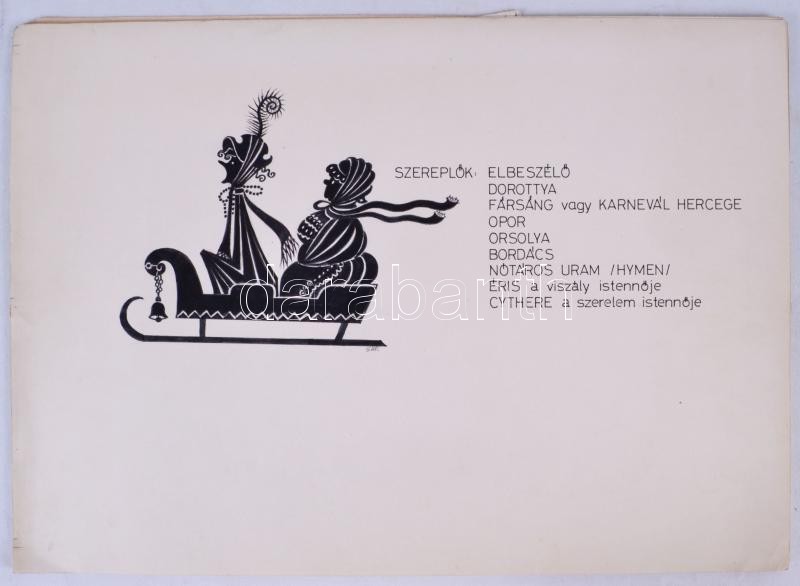 SZEREPLŐK: ELBESZÉLŐ
DOROTTYA
FÁRSÁNG vagy KARNEVÁL HERCEGE
OPOR
ORSOLYA
BORDÁCS
NÓTÁROS URAM /HYMEN/
ÉRIS a viszály istennője
CYTHERE a szerelem istennője
darabanth